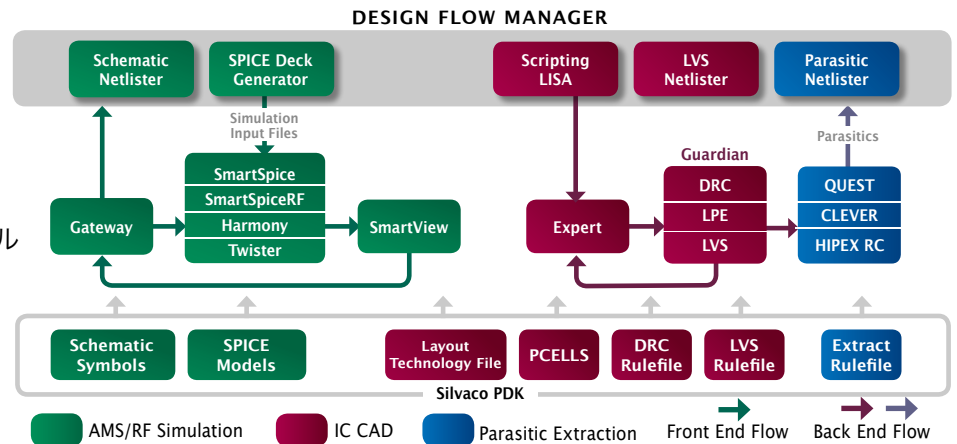 DESIGN FLOW MANAGER
Schematic
Netlister
SPICE Deck
Generator
Scripting
LISA
LVS
Netlister
Parasitic
Netlister
Simulation
Input Files
Parasitics
Guardian
SmartSpice
SmartSpiceRF
Harmony
Twister
DRC
LPE
LVS
QUEST
CLEVER
HIPEX RC
Gateway
SmartView
Expert
ル
Schematic
Symbols
SPICE
Models
Layout
Technology File
PCELLS
DRC
Rulefile
LVS
Rulefile
Extract
Rulefile
Silvaco PDK
AMS/RF Simulation
IC CAD
Parasitic Extraction
Front End Flow
Back End Flow